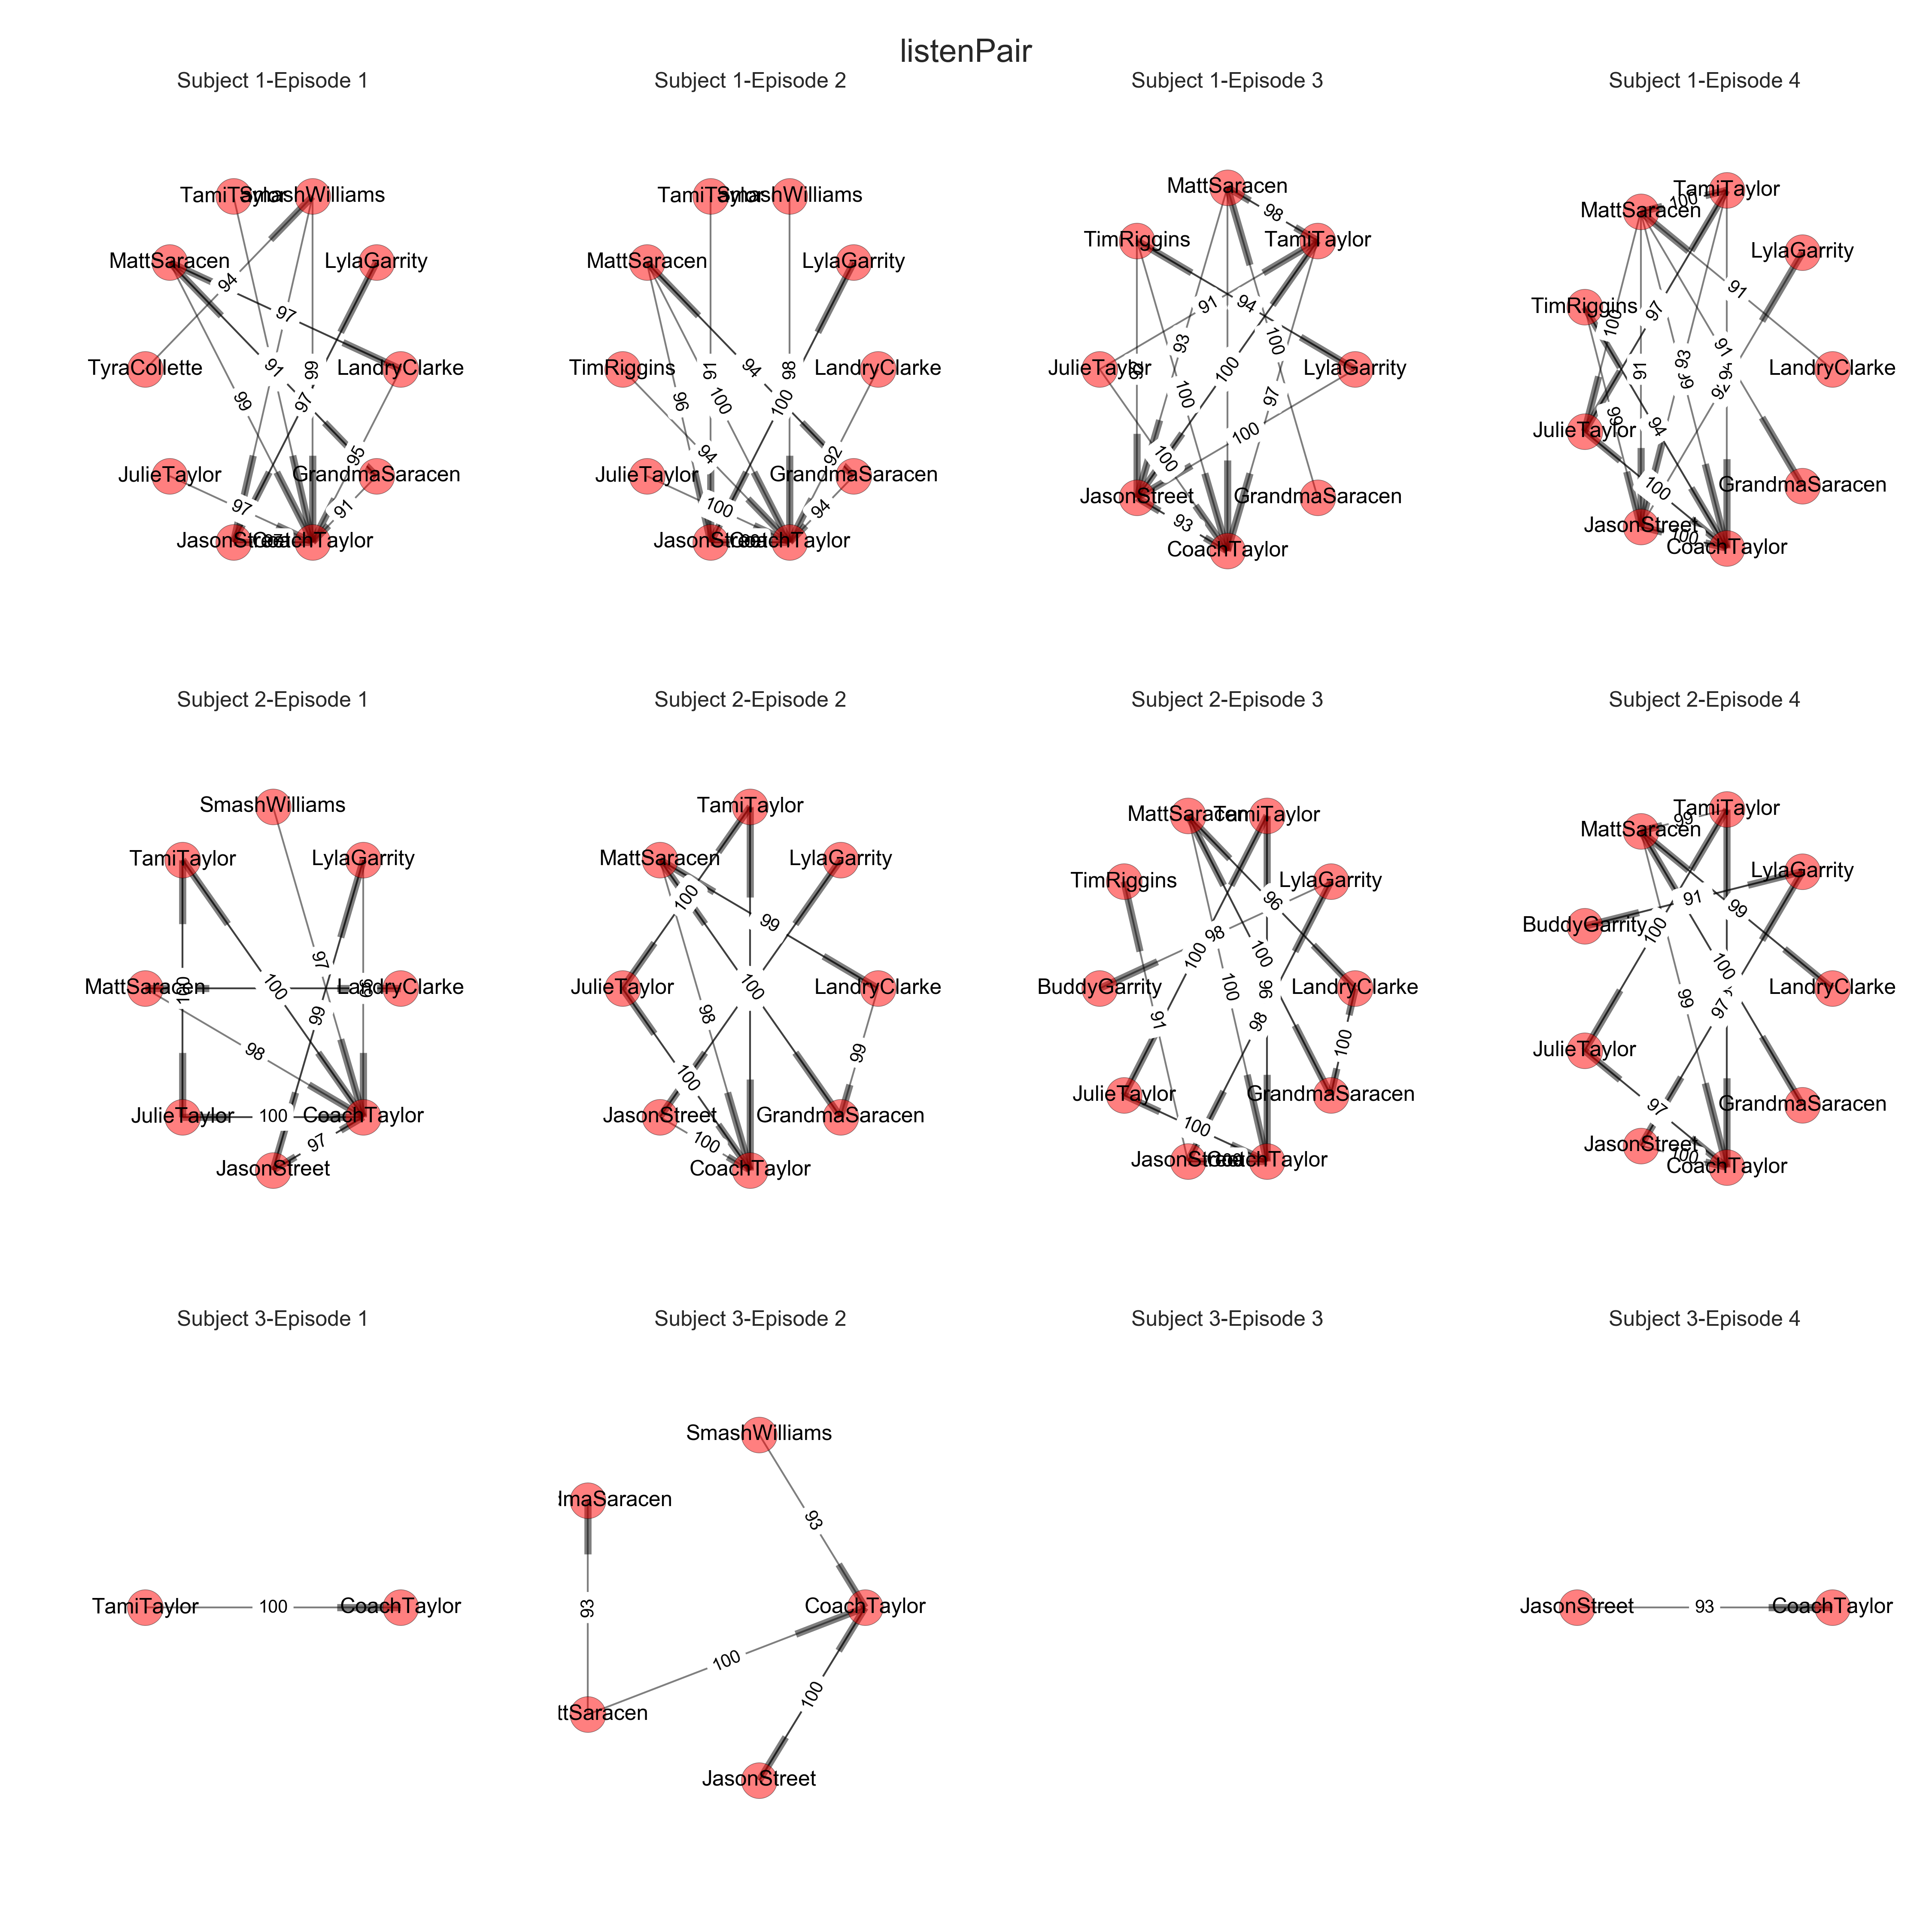 listenPair
Subject 1-Episode 1
Subject 1-Episode 2
Subject 1-Episode 3
Subject 1-Episode 4
TamiTaylor
SmashWilliams
MattSaracen
LylaGarrity
94
97
TyraCollette
91
99
LandryClarke
99
97
95
JulieTaylor
GrandmaSaracen
97
91
JasonStreet
CoachTaylor
TamiTaylor
SmashWilliams
MattSaracen
LylaGarrity
TimRiggins
91
94
98
LandryClarke
96
100
100
94
92
JulieTaylor
GrandmaSaracen
100
94
JasonStreet
CoachTaylor
MattSaracen
98
TimRiggins
TamiTaylor
91
94
93
100
JulieTaylor
100
LylaGarrity
100
97
100
100
JasonStreet
GrandmaSaracen
93
CoachTaylor
TamiTaylor
100
MattSaracen
LylaGarrity
91
TimRiggins
97
100
91
93
91
LandryClarke
99
94
JulieTaylor
100
GrandmaSaracen
JasonStreet
100
CoachTaylor
Subject 2-Episode 1
Subject 2-Episode 2
Subject 2-Episode 3
Subject 2-Episode 4
SmashWilliams
TamiTaylor
LylaGarrity
97
MattSaracen
100
100
LandryClarke
99
98
JulieTaylor
100
CoachTaylor
97
JasonStreet
TamiTaylor
MattSaracen
LylaGarrity
100
99
JulieTaylor
100
LandryClarke
98
99
100
JasonStreet
GrandmaSaracen
100
CoachTaylor
MattSaracen
TamiTaylor
TimRiggins
LylaGarrity
96
98
100
100
BuddyGarrity
100
96
LandryClarke
91
98
100
JulieTaylor
GrandmaSaracen
100
JasonStreet
CoachTaylor
TamiTaylor
99
MattSaracen
LylaGarrity
91
99
BuddyGarrity
100
100
LandryClarke
99
97
JulieTaylor
97
GrandmaSaracen
JasonStreet
100
CoachTaylor
Subject 3-Episode 1
Subject 3-Episode 2
Subject 3-Episode 3
Subject 3-Episode 4
TamiTaylor
100
CoachTaylor
SmashWilliams
maSaracen
93
93
CoachTaylor
100
ttSaracen
100
JasonStreet
JasonStreet
93
CoachTaylor